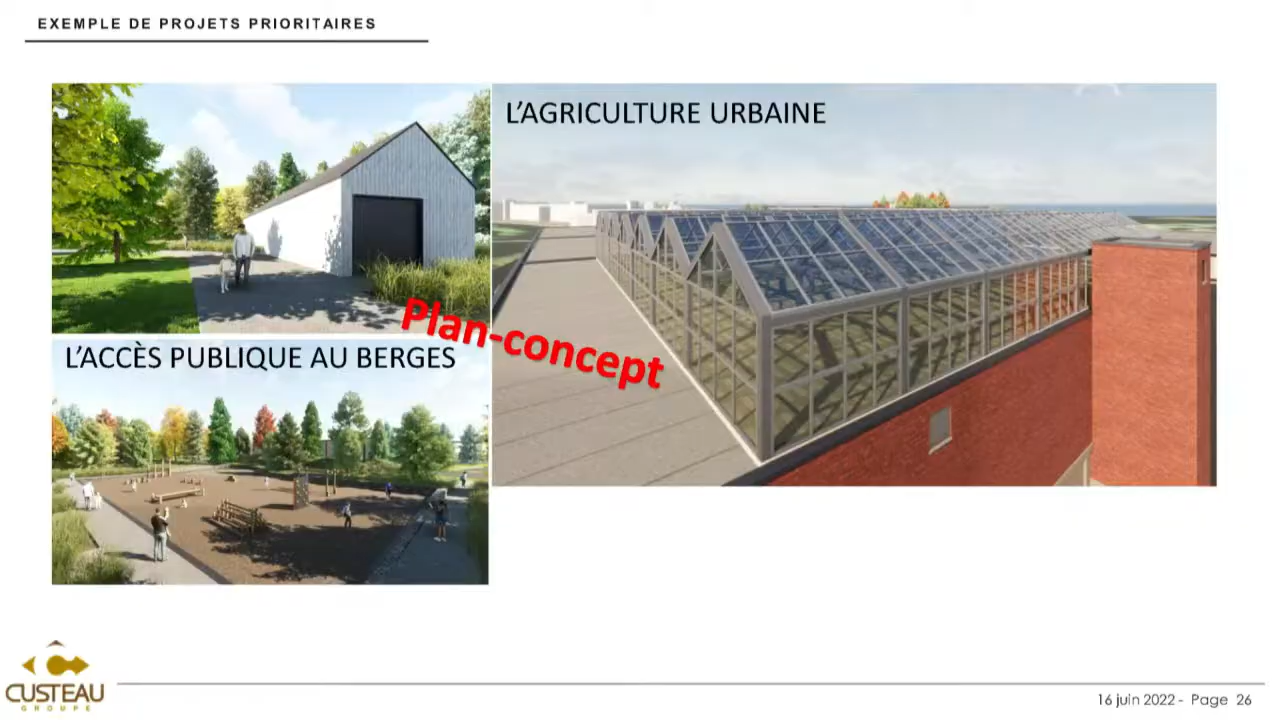 EXEMPLE DE PROJETS PRIORITAIRES
L'AGRICULTURE URBAINE
Plan-concept
L'ACCÈS PUBLIQUE AU BERGES
CUSTEAU
GROUPE
16 juin 2022 - Page 26